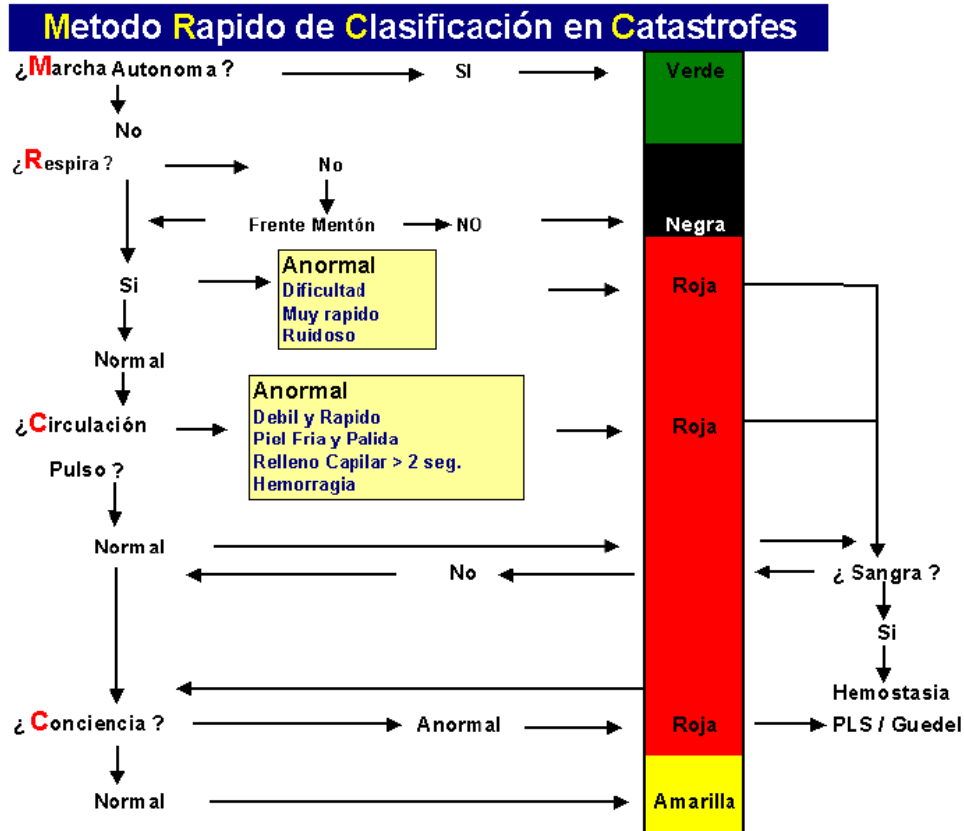 Metodo Rapido de Clasificación en Catastrofes
¿Marcha Autonoma ?
SI
Verde
No
¿Respira ?
No
Frente Mentón
NO
Negra
Si
Anormal
Dificultad
Muy rapido
Ruidoso
Roja
Normal
¿Circulación
Pulso ?
Anormal
Debil y Rapido
Piel Fria y Palida
Relleno Capilar > 2 seg.
Hemorragia
Roja
Normal
No
¿ Sangra ?
Si
Hemostasia
¿ Conciencia ?
Anormal
Roja
PLS / Guedel
Normal
Amarilla